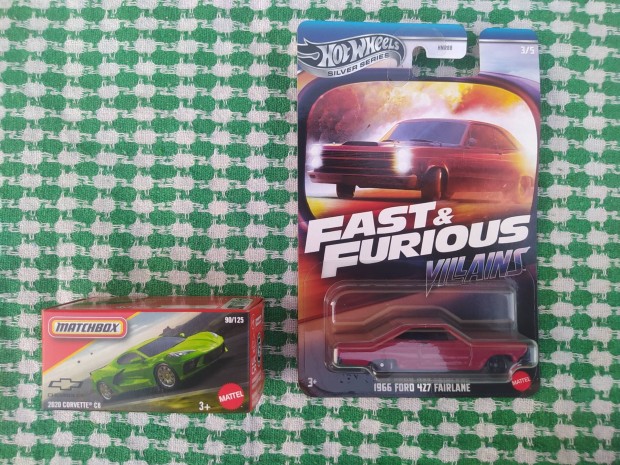 HOT WHEELS
SILVER SERIES
HNR88
3/5
FAST &
FURIOUS
VILLAINS
3+
1966 FORD 427 FAIRLANE
MATTEL
MATCHBOX
90/125
2020 CORVETTE® C8
3+
MATTEL